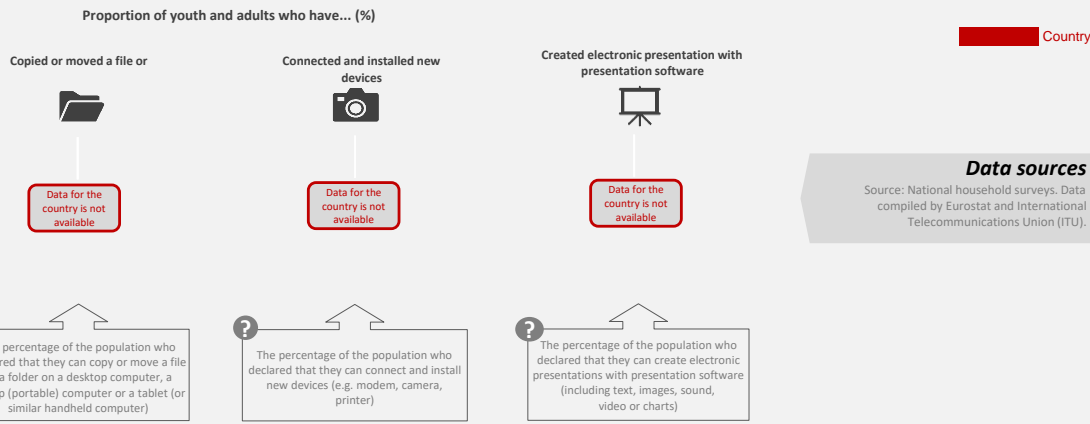 Proportion of youth and adults who have... (%)
Country
Copied or moved a file or
Connected and installed new
devices
Created electronic presentation with
presentation software
Data for the
country is not
available
Data for the
country is not
available
Data for the
country is not
available
Data sources
Source: National household surveys. Data
compiled by Eurostat and International
Telecommunications Union (ITU).
percentage of the population who
red that they can copy or move a file
a folder on a desktop computer, a
p (portable) computer or a tablet (or
similar handheld computer)
?
The percentage of the population who
declared that they can connect and install
new devices (e.g. modem, camera,
printer)
?
The percentage of the population who
declared that they can create electronic
presentations with presentation software
(including text, images, sound,
video or charts)